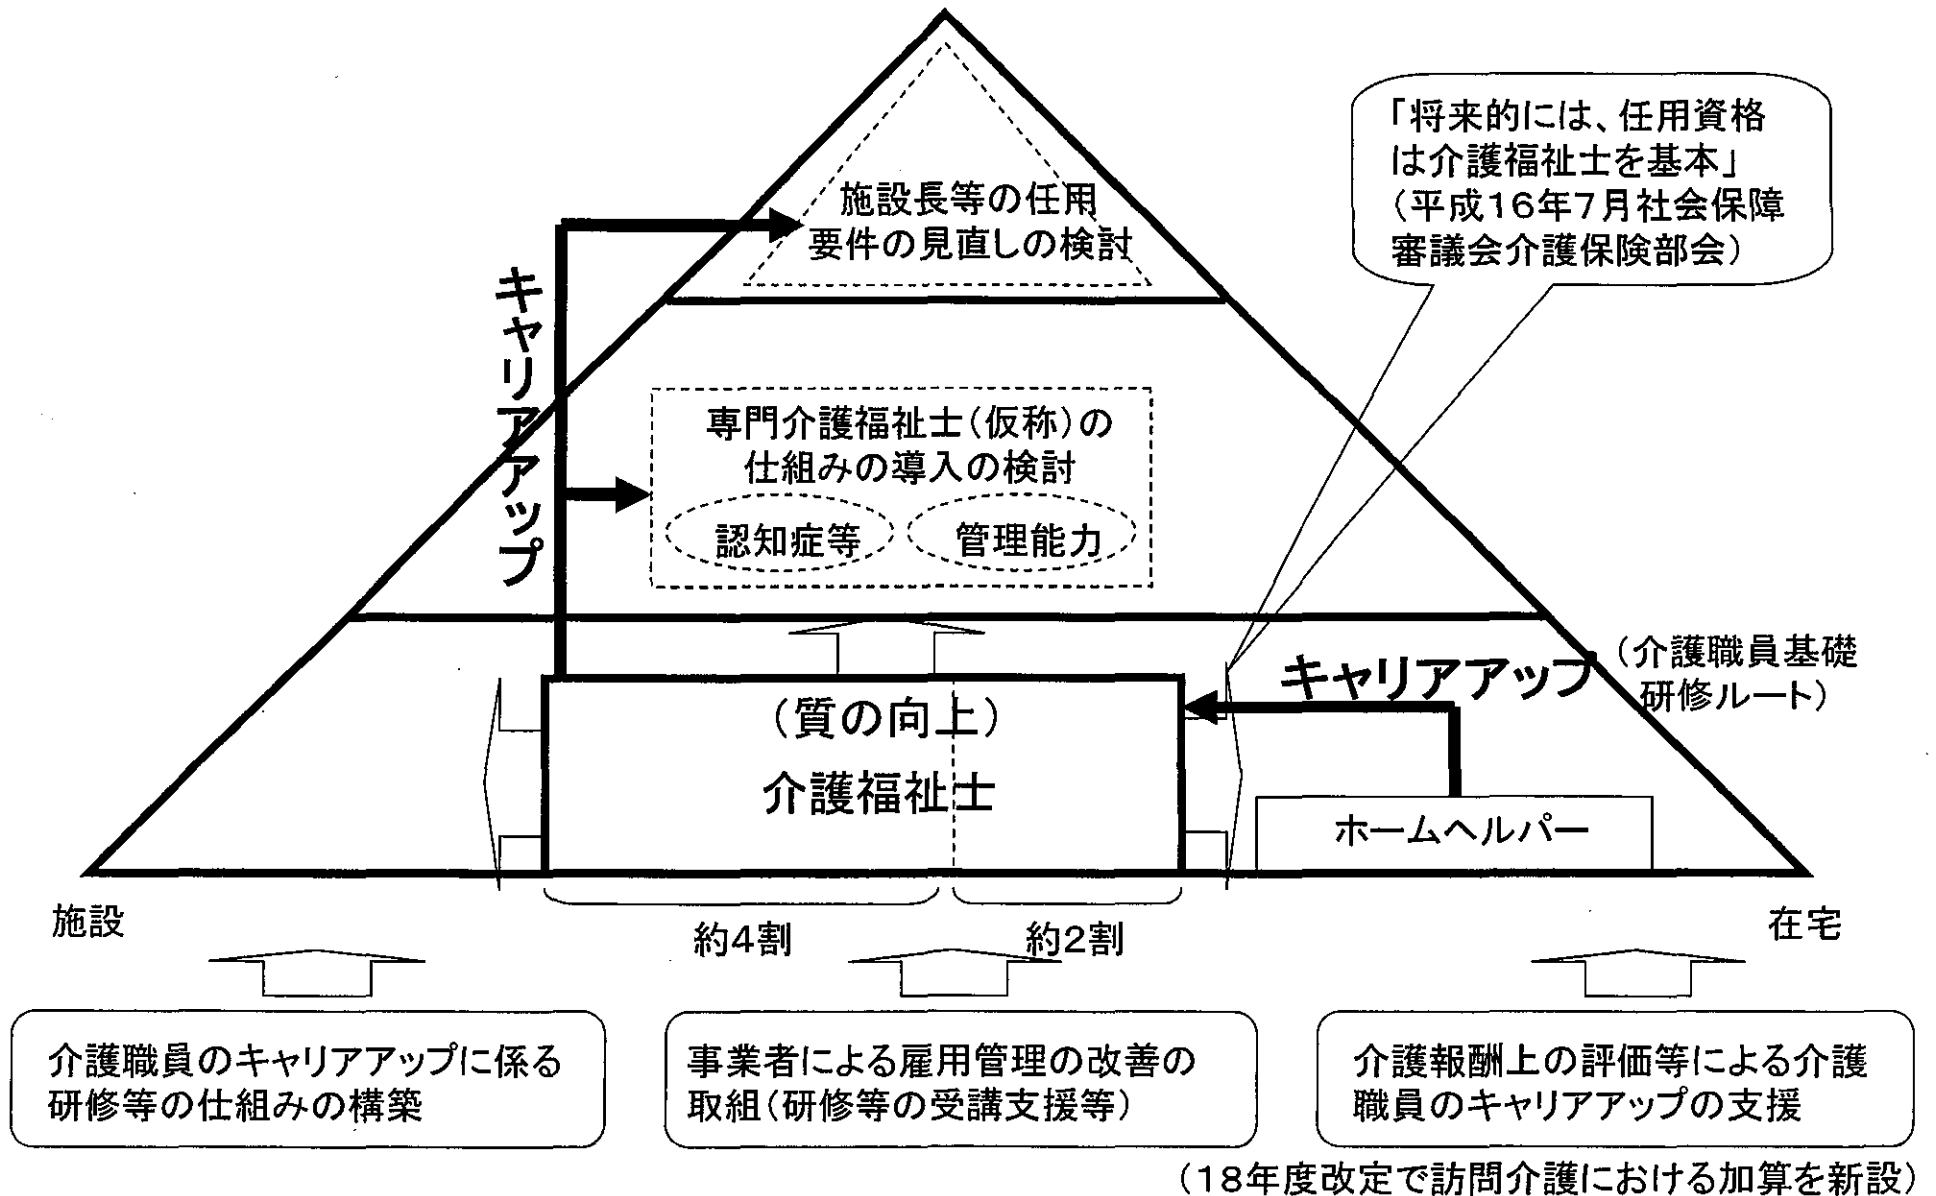 「将来的には、任用資格
は介護福祉士を基本」
（平成１６年７月社会保障
審議会介護保険部会）
施設長等の任用
要件の見直しの検討
キャリアアップ
専門介護福祉士（仮称）の
仕組みの導入の検討
認知症等
管理能力
キャリアアップ
（介護職員基礎
研修ルート）
（質の向上）
介護福祉士
ホームヘルパー
施設
約４割
約２割
在宅
介護職員のキャリアアップに係る
研修等の仕組みの構築
事業者による雇用管理の改善の
取組（研修等の受講支援等）
介護報酬上の評価等による介護
職員のキャリアアップの支援
（１８年度改定で訪問介護における加算を新設）